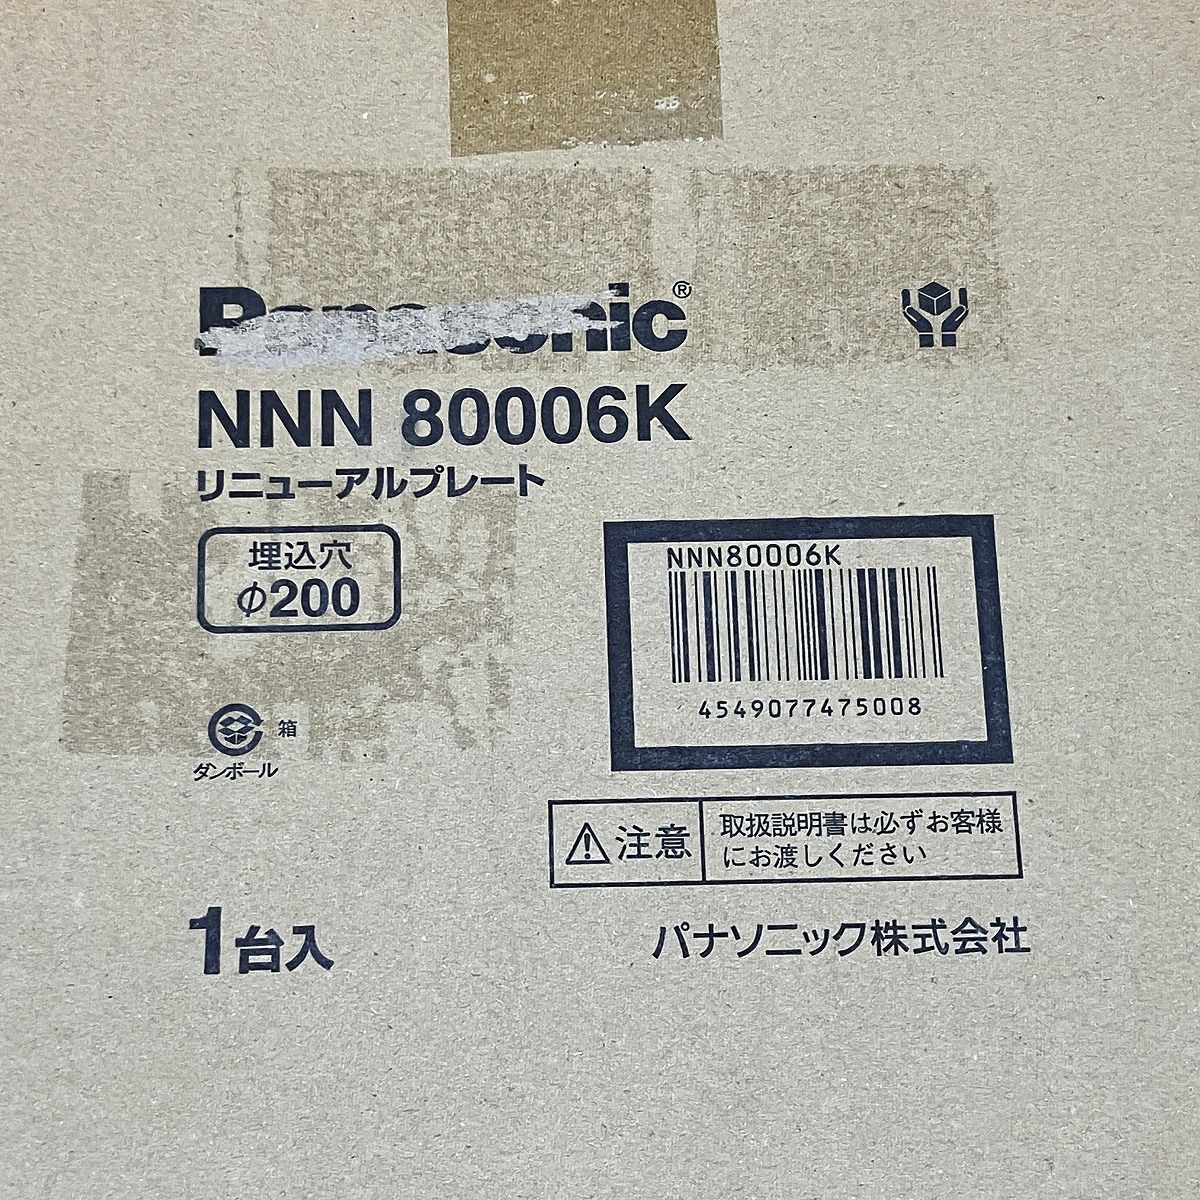 Panasonic®
NNN 80006K
リニューアルプレート
埋込穴
φ200
NNN80006K
4549077475008
箱
ダンボール
⚠注意
取扱説明書は必ずお客様
にお渡しください
1台入
パナソニック株式会社